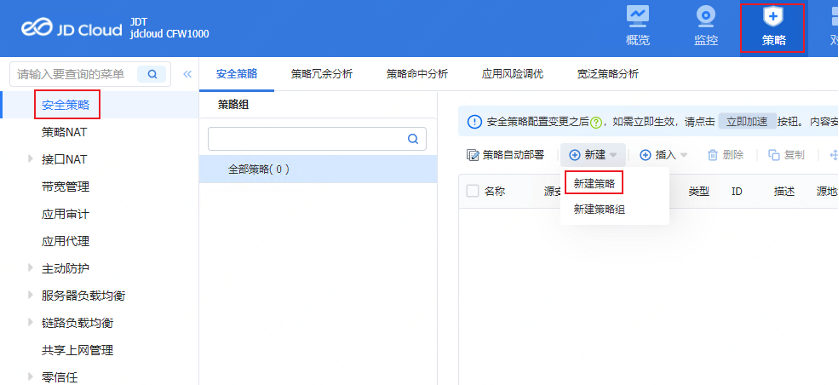 JD Cloud
JDT
jdcloud CFW1000
概览
监控
策略
请输入要查询的菜单
安全策略
策略NAT
接口NAT
带宽管理
应用审计
应用代理
主动防护
服务器负载均衡
链路负载均衡
共享上网管理
零信任
安全策略 策略冗余分析 策略命中分析 应用风险调优 宽泛策略分析
策略组
全部策略( 0 )
安全策略配置变更之后?, 如需立即生效, 请点击 立即加速 按钮。 内容安
策略自动部署 新建 插入 删除 复制
新建策略
新建策略组
名称 源安 类型 ID 描述 源地